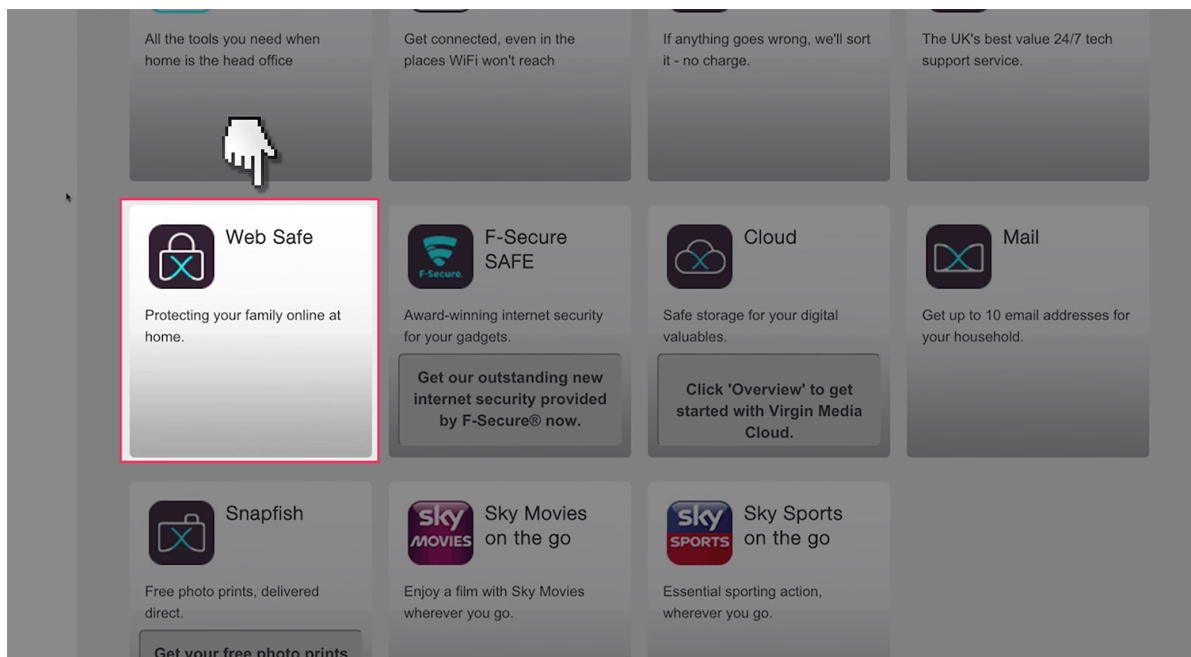 All the tools you need when
home is the head office
Get connected, even in the
places WiFi won't reach
If anything goes wrong, we'll sort
it - no charge.
The UK's best value 24/7 tech
support service.
Web Safe
Protecting your family online at
home.
F-Secure.
F-Secure
SAFE
Award-winning internet security
for your gadgets.
Get our outstanding new
internet security provided
by F-Secure® now.
Cloud
Safe storage for your digital
valuables.
Click 'Overview' to get
started with Virgin Media
Cloud.
Mail
Get up to 10 email addresses for
your household.
Snapfish
Free photo prints, delivered
direct.
Get your free photo prints
sky
MOVIES
Sky Movies
on the go
Enjoy a film with Sky Movies
wherever you go.
sky
SPORTS
Sky Sports
on the go
Essential sporting action,
wherever you go.